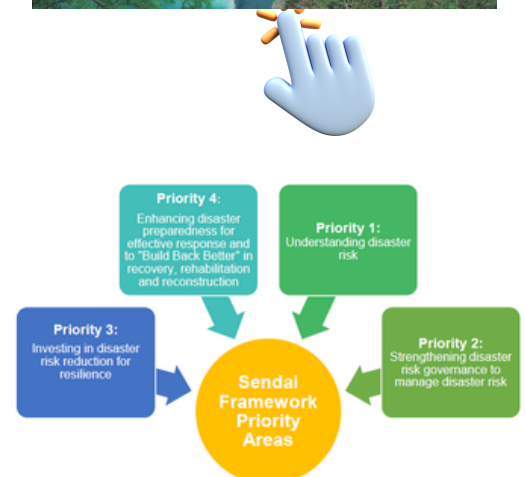 Priority 4:
Enhancing disaster
preparedness for
effective response and
to "Build Back Better" in
recovery, rehabilitation
and reconstruction
Priority 1:
Understanding disaster
risk
Priority 3:
Investing in disaster
risk reduction for
resilience
Priority 2:
Strengthening disaster
risk governance to
manage disaster risk
Sendai
Framework
Priority
Areas